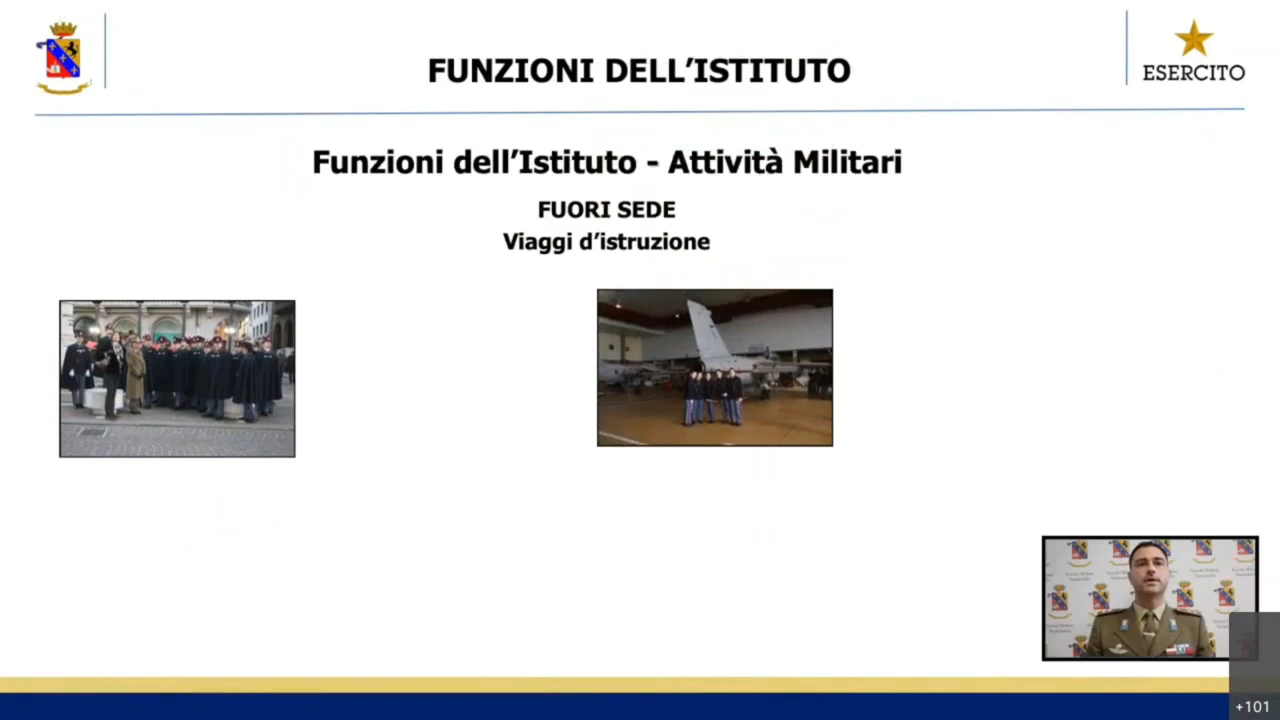 FUNZIONI DELL'ISTITUTO
ESERCITO
Funzioni dell'Istituto - Attività Militari
FUORI SEDE
Viaggi d'istruzione
+101